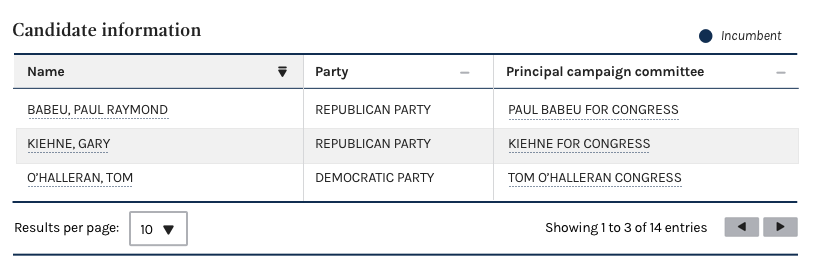 Candidate information
Incumbent
Name Party Principal campaign committee
BABEU, PAUL RAYMOND REPUBLICAN PARTY PAUL BABEU FOR CONGRESS
KIEHNE, GARY REPUBLICAN PARTY KIEHNE FOR CONGRESS
O’HALLERAN, TOM DEMOCRATIC PARTY TOM O’HALLERAN CONGRESS
Results per page: 10 Showing 1 to 3 of 14 entries